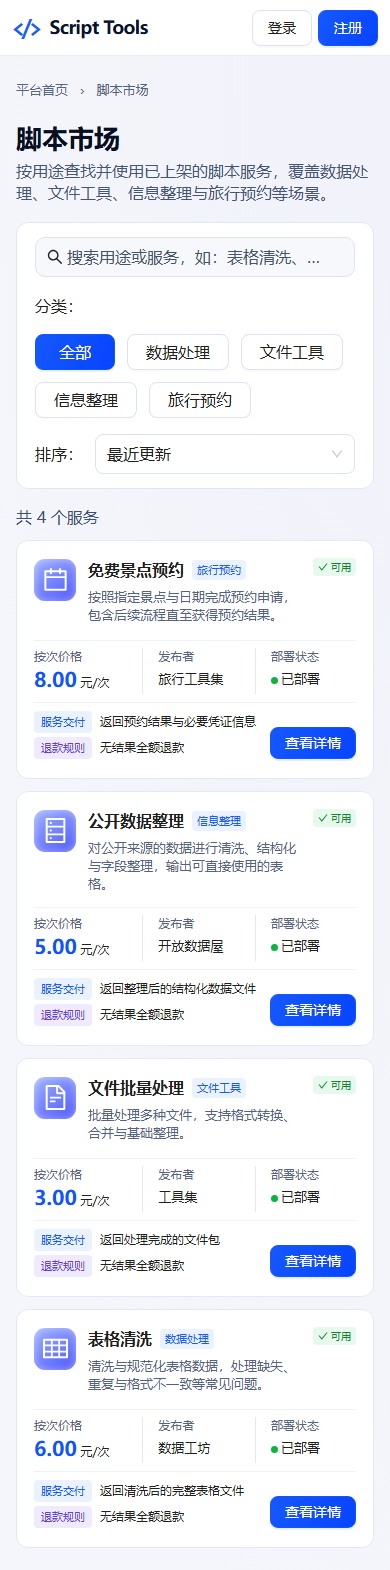 Script Tools
登录
注册
平台首页 › 脚本市场
脚本市场
按用途查找并使用已上架的脚本服务，覆盖数据处
理、文件工具、信息整理与旅行预约等场景。
搜索用途或服务，如：表格清洗、...
分类：
全部
数据处理
文件工具
信息整理
旅行预约
排序：
最近更新
共 4 个服务
免费景点预约 旅行预约 可用
按照指定景点与日期完成预约申请，
包含后续流程直至获得预约结果。
按次价格 发布者 部署状态
8.00 元/次 旅行工具集 已部署
服务交付 返回预约结果与必要凭证信息
退款规则 无结果全额退款
查看详情
公开数据整理 信息整理 可用
对公开来源的数据进行清洗、结构化
与字段整理，输出可直接使用的表
格。
按次价格 发布者 部署状态
5.00 元/次 开放数据屋 已部署
服务交付 返回整理后的结构化数据文件
退款规则 无结果全额退款
查看详情
文件批量处理 文件工具 可用
批量处理多种文件，支持格式转换、
合并与基础整理。
按次价格 发布者 部署状态
3.00 元/次 工具集 已部署
服务交付 返回处理完成的文件包
退款规则 无结果全额退款
查看详情
表格清洗 数据处理 可用
清洗与规范化表格数据，处理缺失、
重复与格式不一致等常见问题。
按次价格 发布者 部署状态
6.00 元/次 数据工坊 已部署
服务交付 返回清洗后的完整表格文件
退款规则 无结果全额退款
查看详情